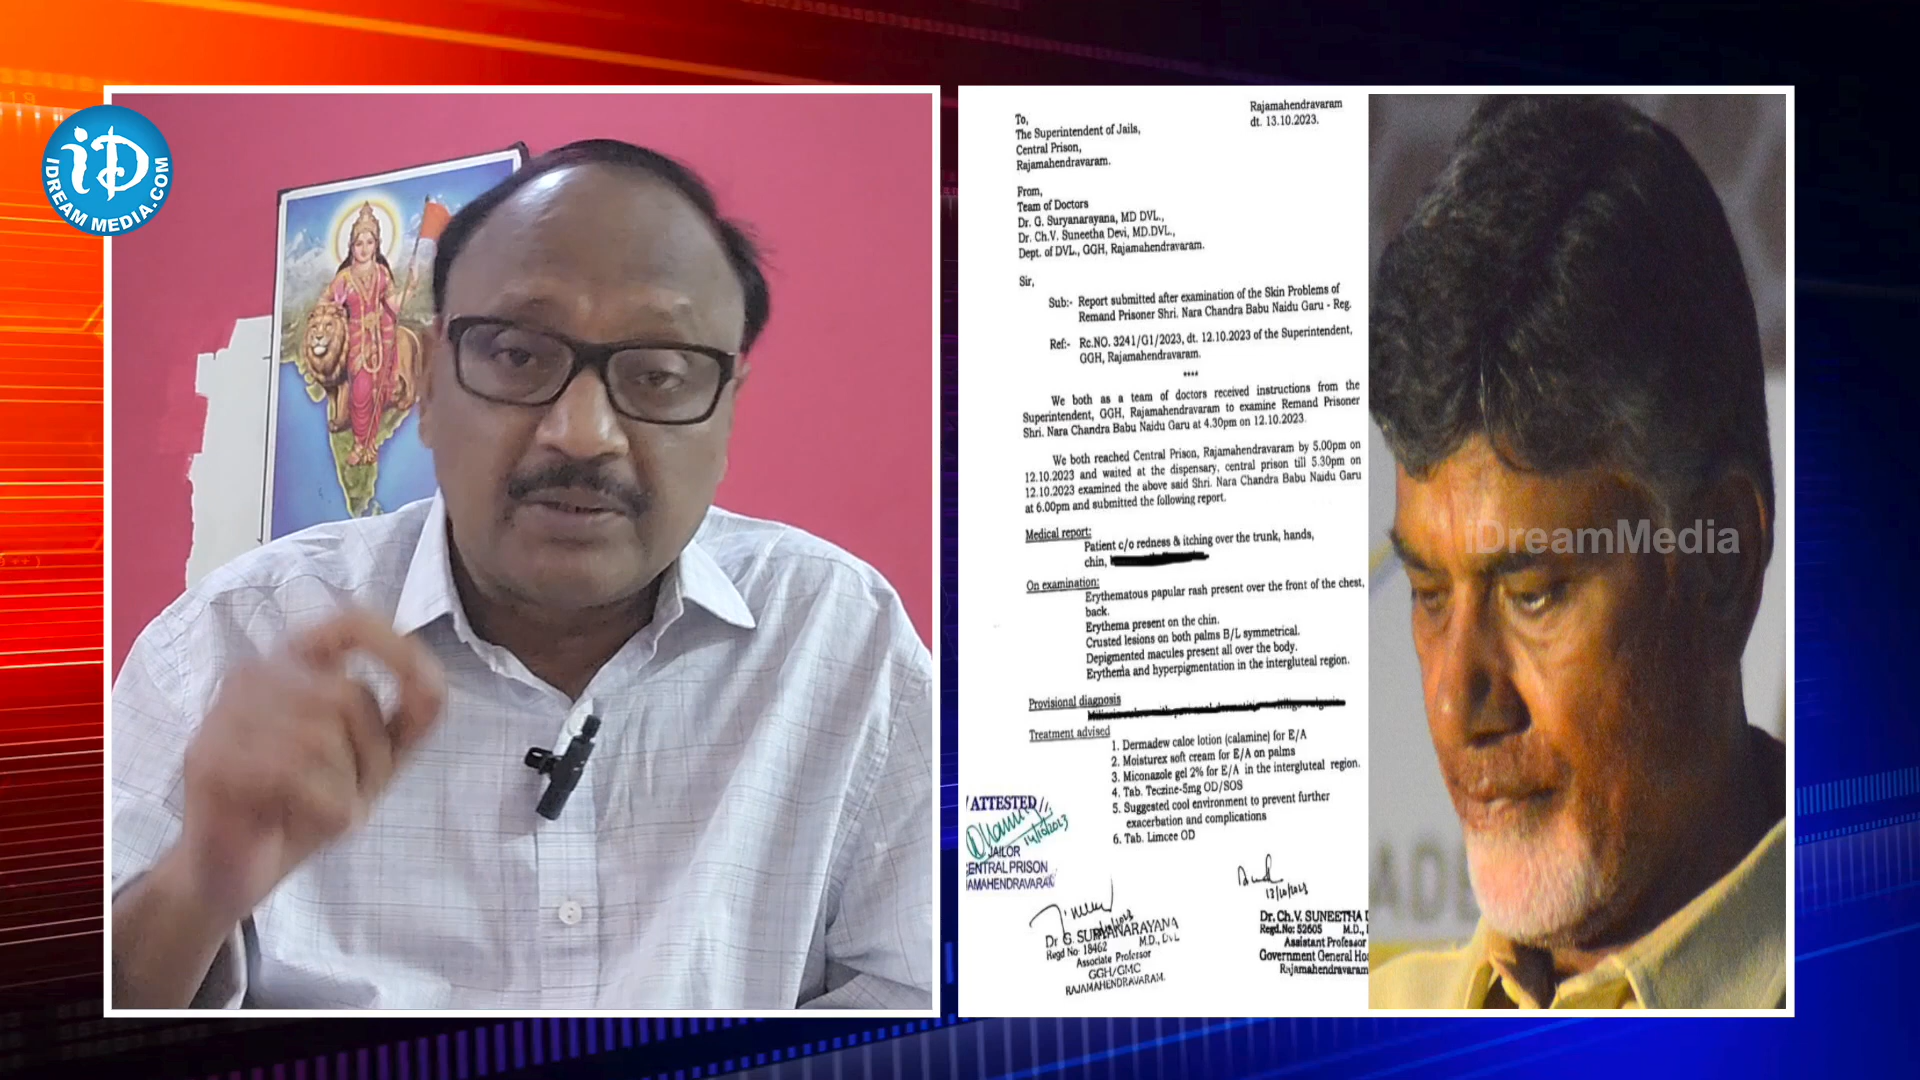 iD
IDREAM MEDIA.COM
Rajamahendravaram
dt. 13.10.2023.
To,
The Superintendent of Jails,
Central Prison,
Rajamahendravaram.
From,
Team of Doctors
Dr. G. Suryanarayana, MD DVL.,
Dr. Ch.V. Suneetha Devi, MD.DVL.,
Dept. of DVL., GGH, Rajamahendravaram.
Sir,
Sub:- Report submitted after examination of the Skin Problems of
Remand Prisoner Shri. Nara Chandra Babu Naidu Garu - Reg.
Ref:- Rc.NO. 3241/G1/2023, dt. 12.10.2023 of the Superintendent,
GGH, Rajamahendravaram.
****
We both as a team of doctors received instructions from the
Superintendent, GGH, Rajamahendravaram to examine Remand Prisoner
Shri. Nara Chandra Babu Naidu Garu at 4.30pm on 12.10.2023.
We both reached Central Prison, Rajamahendravaram by 5.00pm on
12.10.2023 and waited at the dispensary, central prison till 5.30pm on
12.10.2023 examined the above said Shri. Nara Chandra Babu Naidu Garu
at 6.00pm and submitted the following report.
Medical report:
Patient c/o redness & itching over the trunk, hands,
chin,
On examination:
Erythematous papular rash present over the front of the chest,
back.
Erythema present on the chin.
Crusted lesions on both palms B/L symmetrical.
Depigmented macules present all over the body.
Erythema and hyperpigmentation in the intergluteal region.
Provisional diagnosis
Treatment advised
1. Dermadew caloe lotion (calamine) for E/A
2. Moisturex soft cream for E/A on palms
3. Miconazole gel 2% for E/A in the intergluteal region.
4. Tab. Teczine-5mg OD/SOS
5. Suggested cool environment to prevent further
exacerbation and complications
6. Tab. Limcee OD
//ATTESTED//
14/10/2023
JAILOR
CENTRAL PRISON
RAJAMAHENDRAVARAM
Dr G. SURYANARAYANA
Regd No 18462 M.D., DVL
Associate Professor
GGH/GMC
RAJAMAHENDRAVARAM.
13/10/2023
Dr. Ch.V. SUNEETHA D
Regd.No: 52605 M.D.,
Assistant Professor
Government General Ho
Rajamahendravaram
iDreamMedia